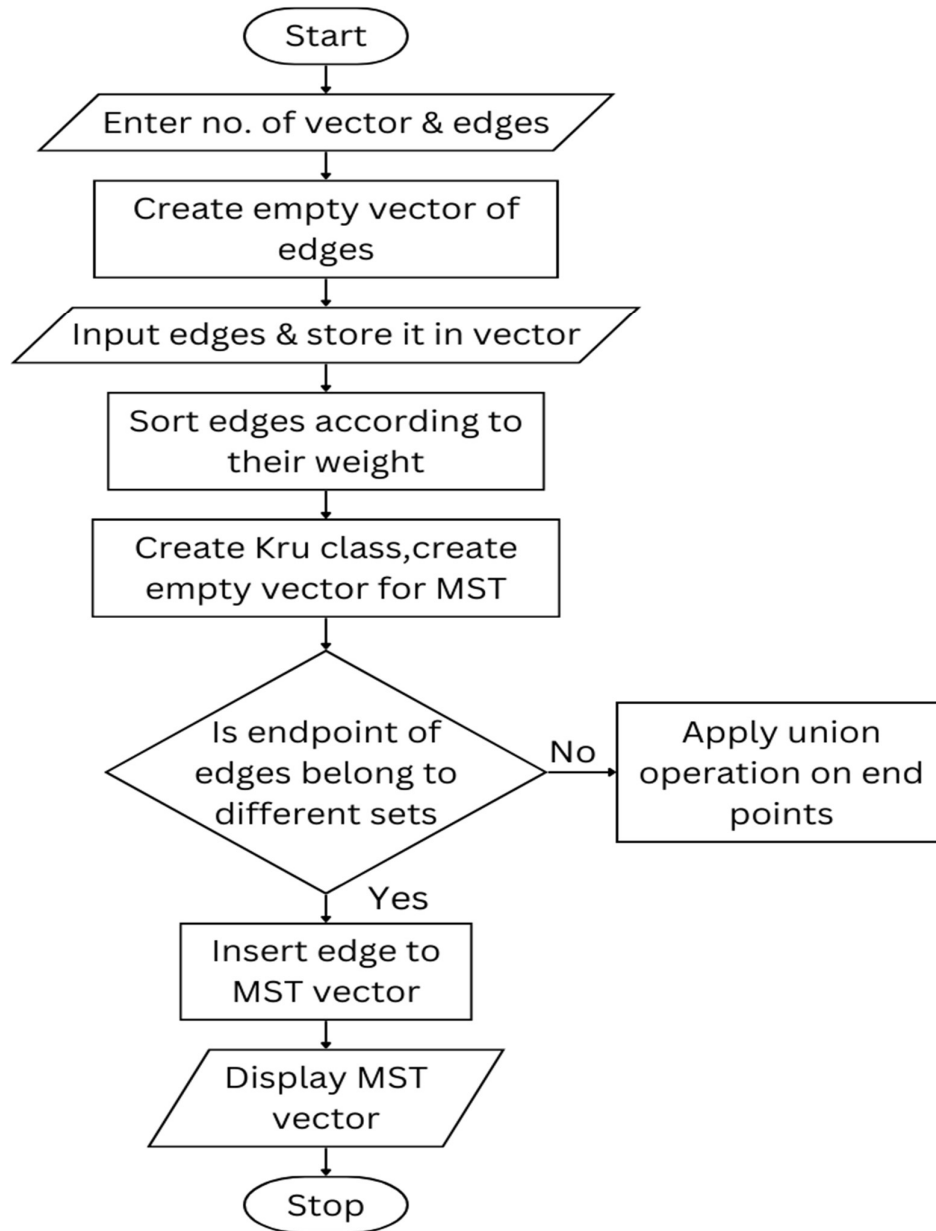 Start
Enter no. of vector & edges
Create empty vector of
edges
Input edges & store it in vector
Sort edges according to
their weight
Create Kru class,create
empty vector for MST
Is endpoint of
edges belong to
different sets
No
Apply union
operation on end
points
Yes
Insert edge to
MST vector
Display MST
vector
Stop